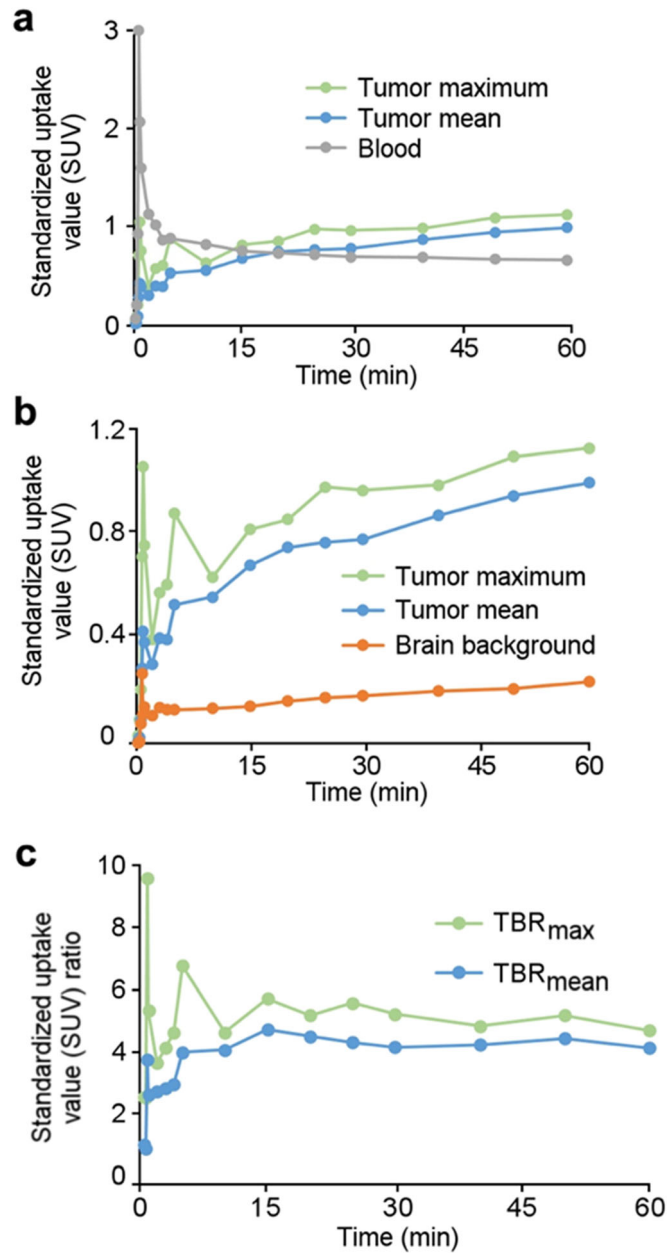 a
3
2
1
0
Standardized uptake
value (SUV)
Tumor maximum
Tumor mean
Blood
0 15 30 45 60
Time (min)
b
1.2
0.8
0.4
0
Standardized uptake
value (SUV)
Tumor maximum
Tumor mean
Brain background
0 15 30 45 60
Time (min)
c
10
8
6
4
2
0
Standardized uptake
value (SUV) ratio
TBRmax
TBRmean
0 15 30 45 60
Time (min)